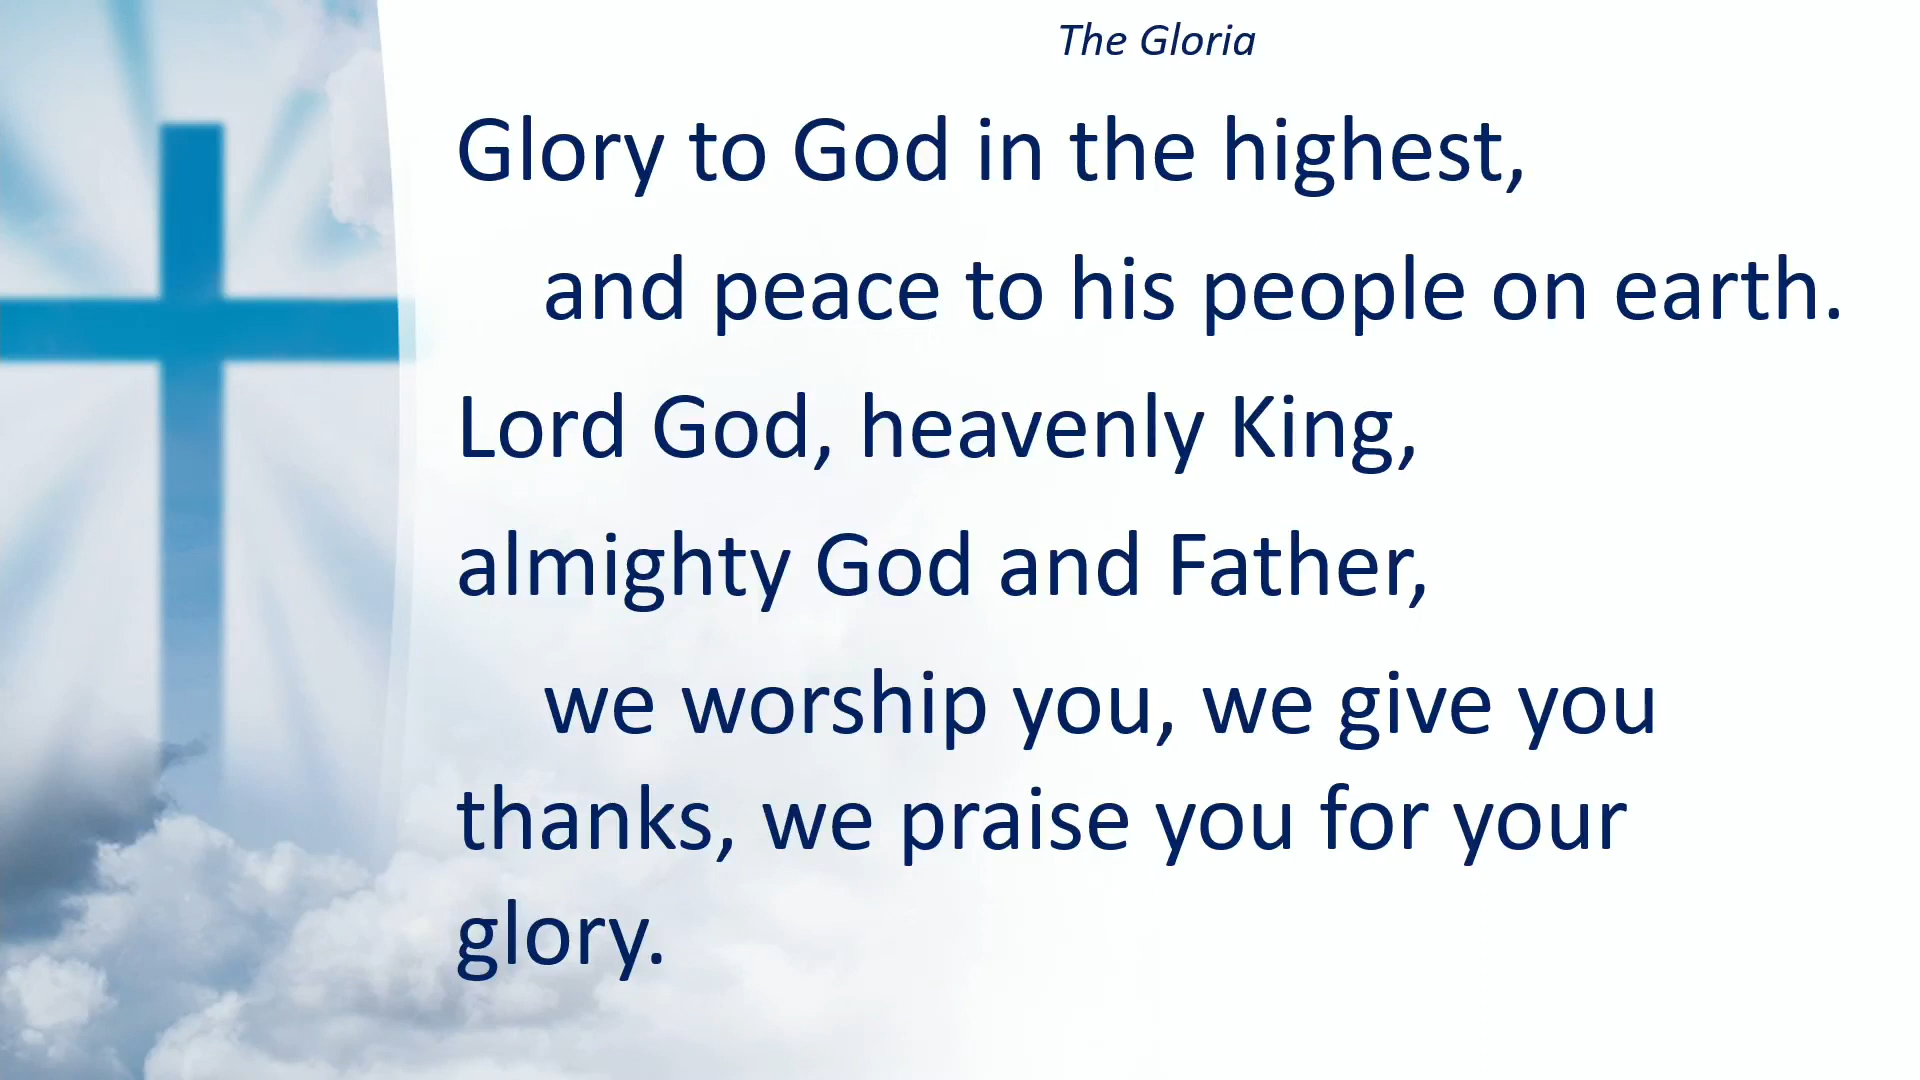 The Gloria
Glory to God in the highest,
and peace to his people on earth.
Lord God, heavenly King,
almighty God and Father,
we worship you, we give you
thanks, we praise you for your
glory.